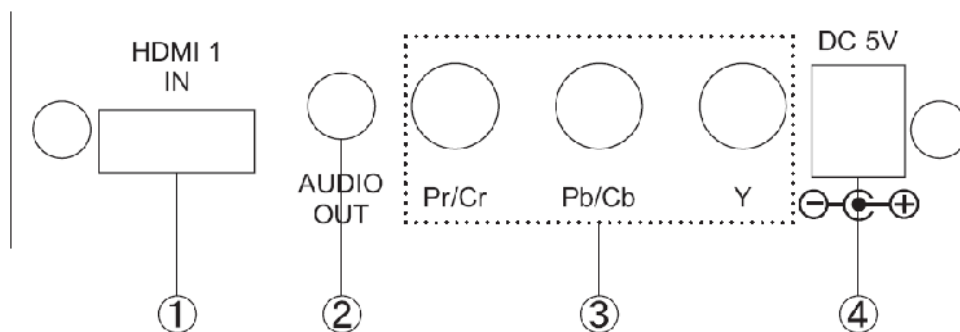 HDMI 1
IN
AUDIO
OUT
Pr/Cr
Pb/Cb
Y
DC 5V
①
②
③
④